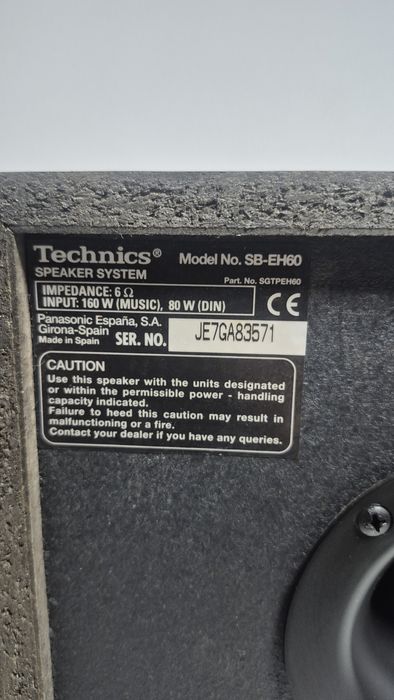 Technics® Model No. SB-EH60
SPEAKER SYSTEM Part. No. SGTPEH60
IMPEDANCE: 6 Ω
INPUT: 160 W (MUSIC), 80 W (DIN)
CE
Panasonic España, S.A.
Girona-Spain
Made in Spain SER. NO. JE7GA83571
CAUTION
Use this speaker with the units designated
or within the permissible power - handling
capacity indicated.
Failure to heed this caution may result in
malfunctioning or a fire.
Contact your dealer if you have any queries.